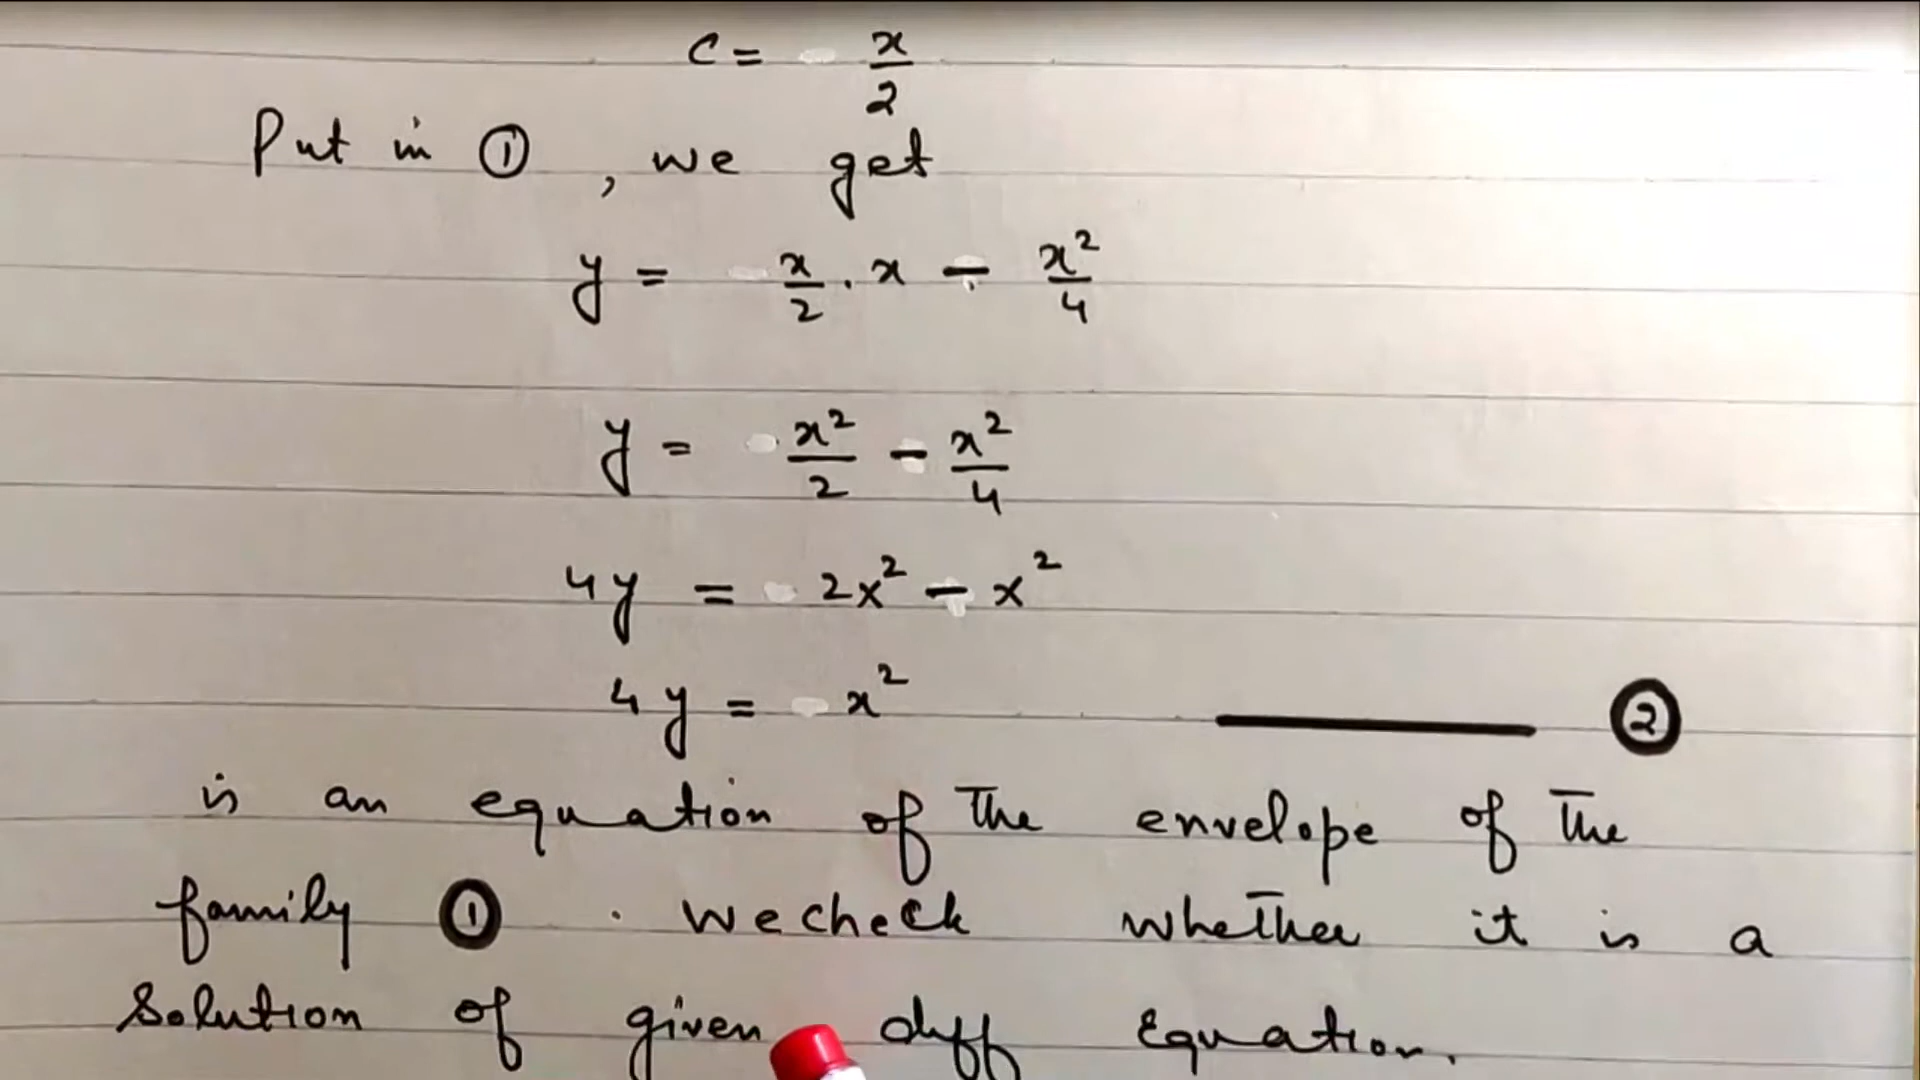 c = x/2
Put in ①, we get
y = x/2 . x - x²/4
y = x²/2 - x²/4
4y = 2x² - x²
4y = x² ——— ②
is an equation of the envelope of the
family ① . We check whether it is a
solution of given diff equation.